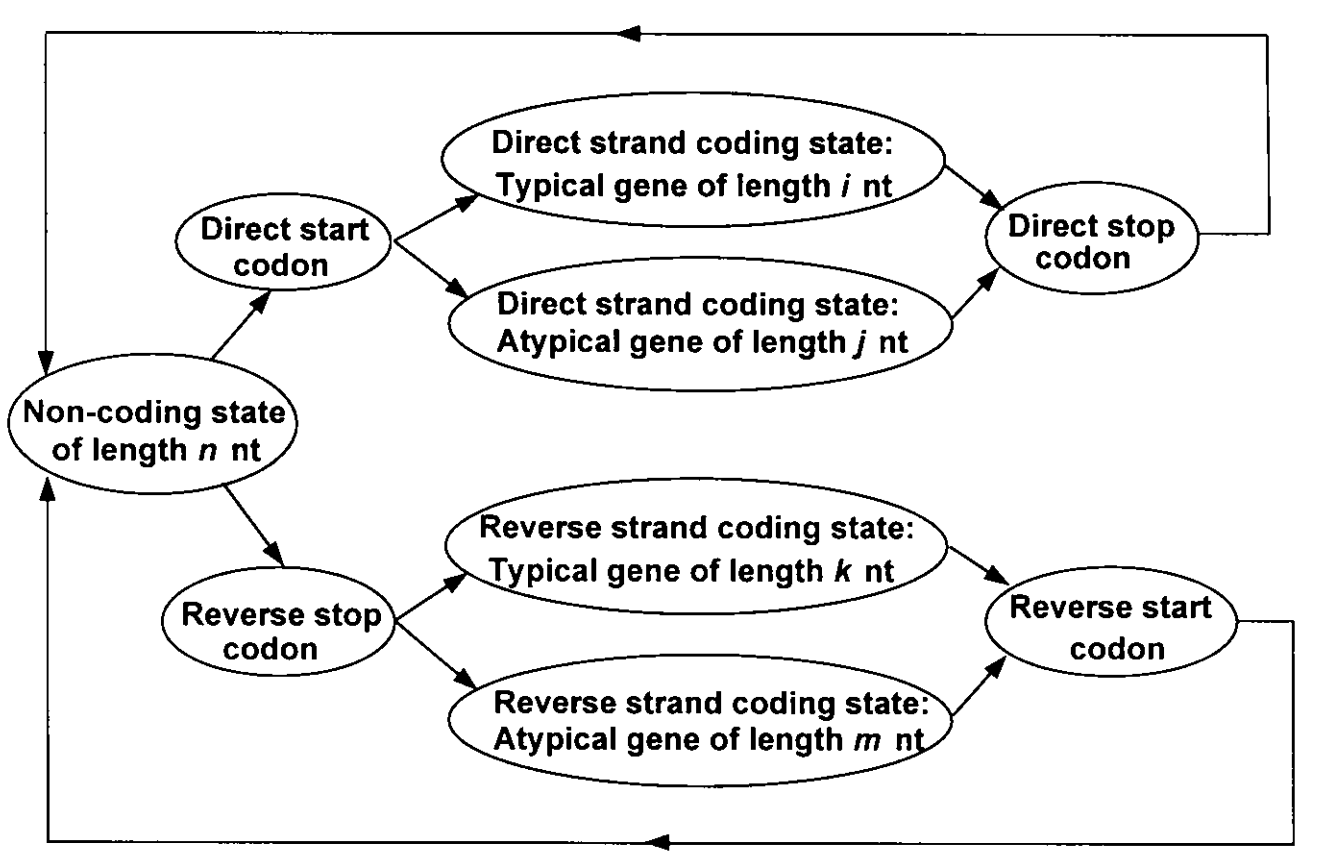 Direct strand coding state:
Typical gene of length i nt
Direct start
codon
Direct stop
codon
Direct strand coding state:
Atypical gene of length j nt
Non-coding state
of length n nt
Reverse strand coding state:
Typical gene of length k nt
Reverse stop
codon
Reverse start
codon
Reverse strand coding state:
Atypical gene of length m nt